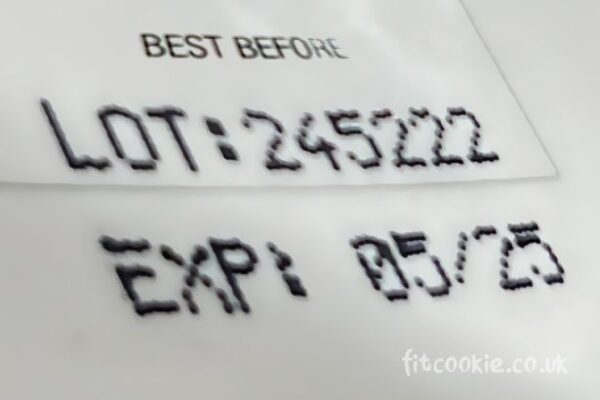 BEST BEFORE
LOT:245222
EXP: 05/25
fitcookie.co.uk